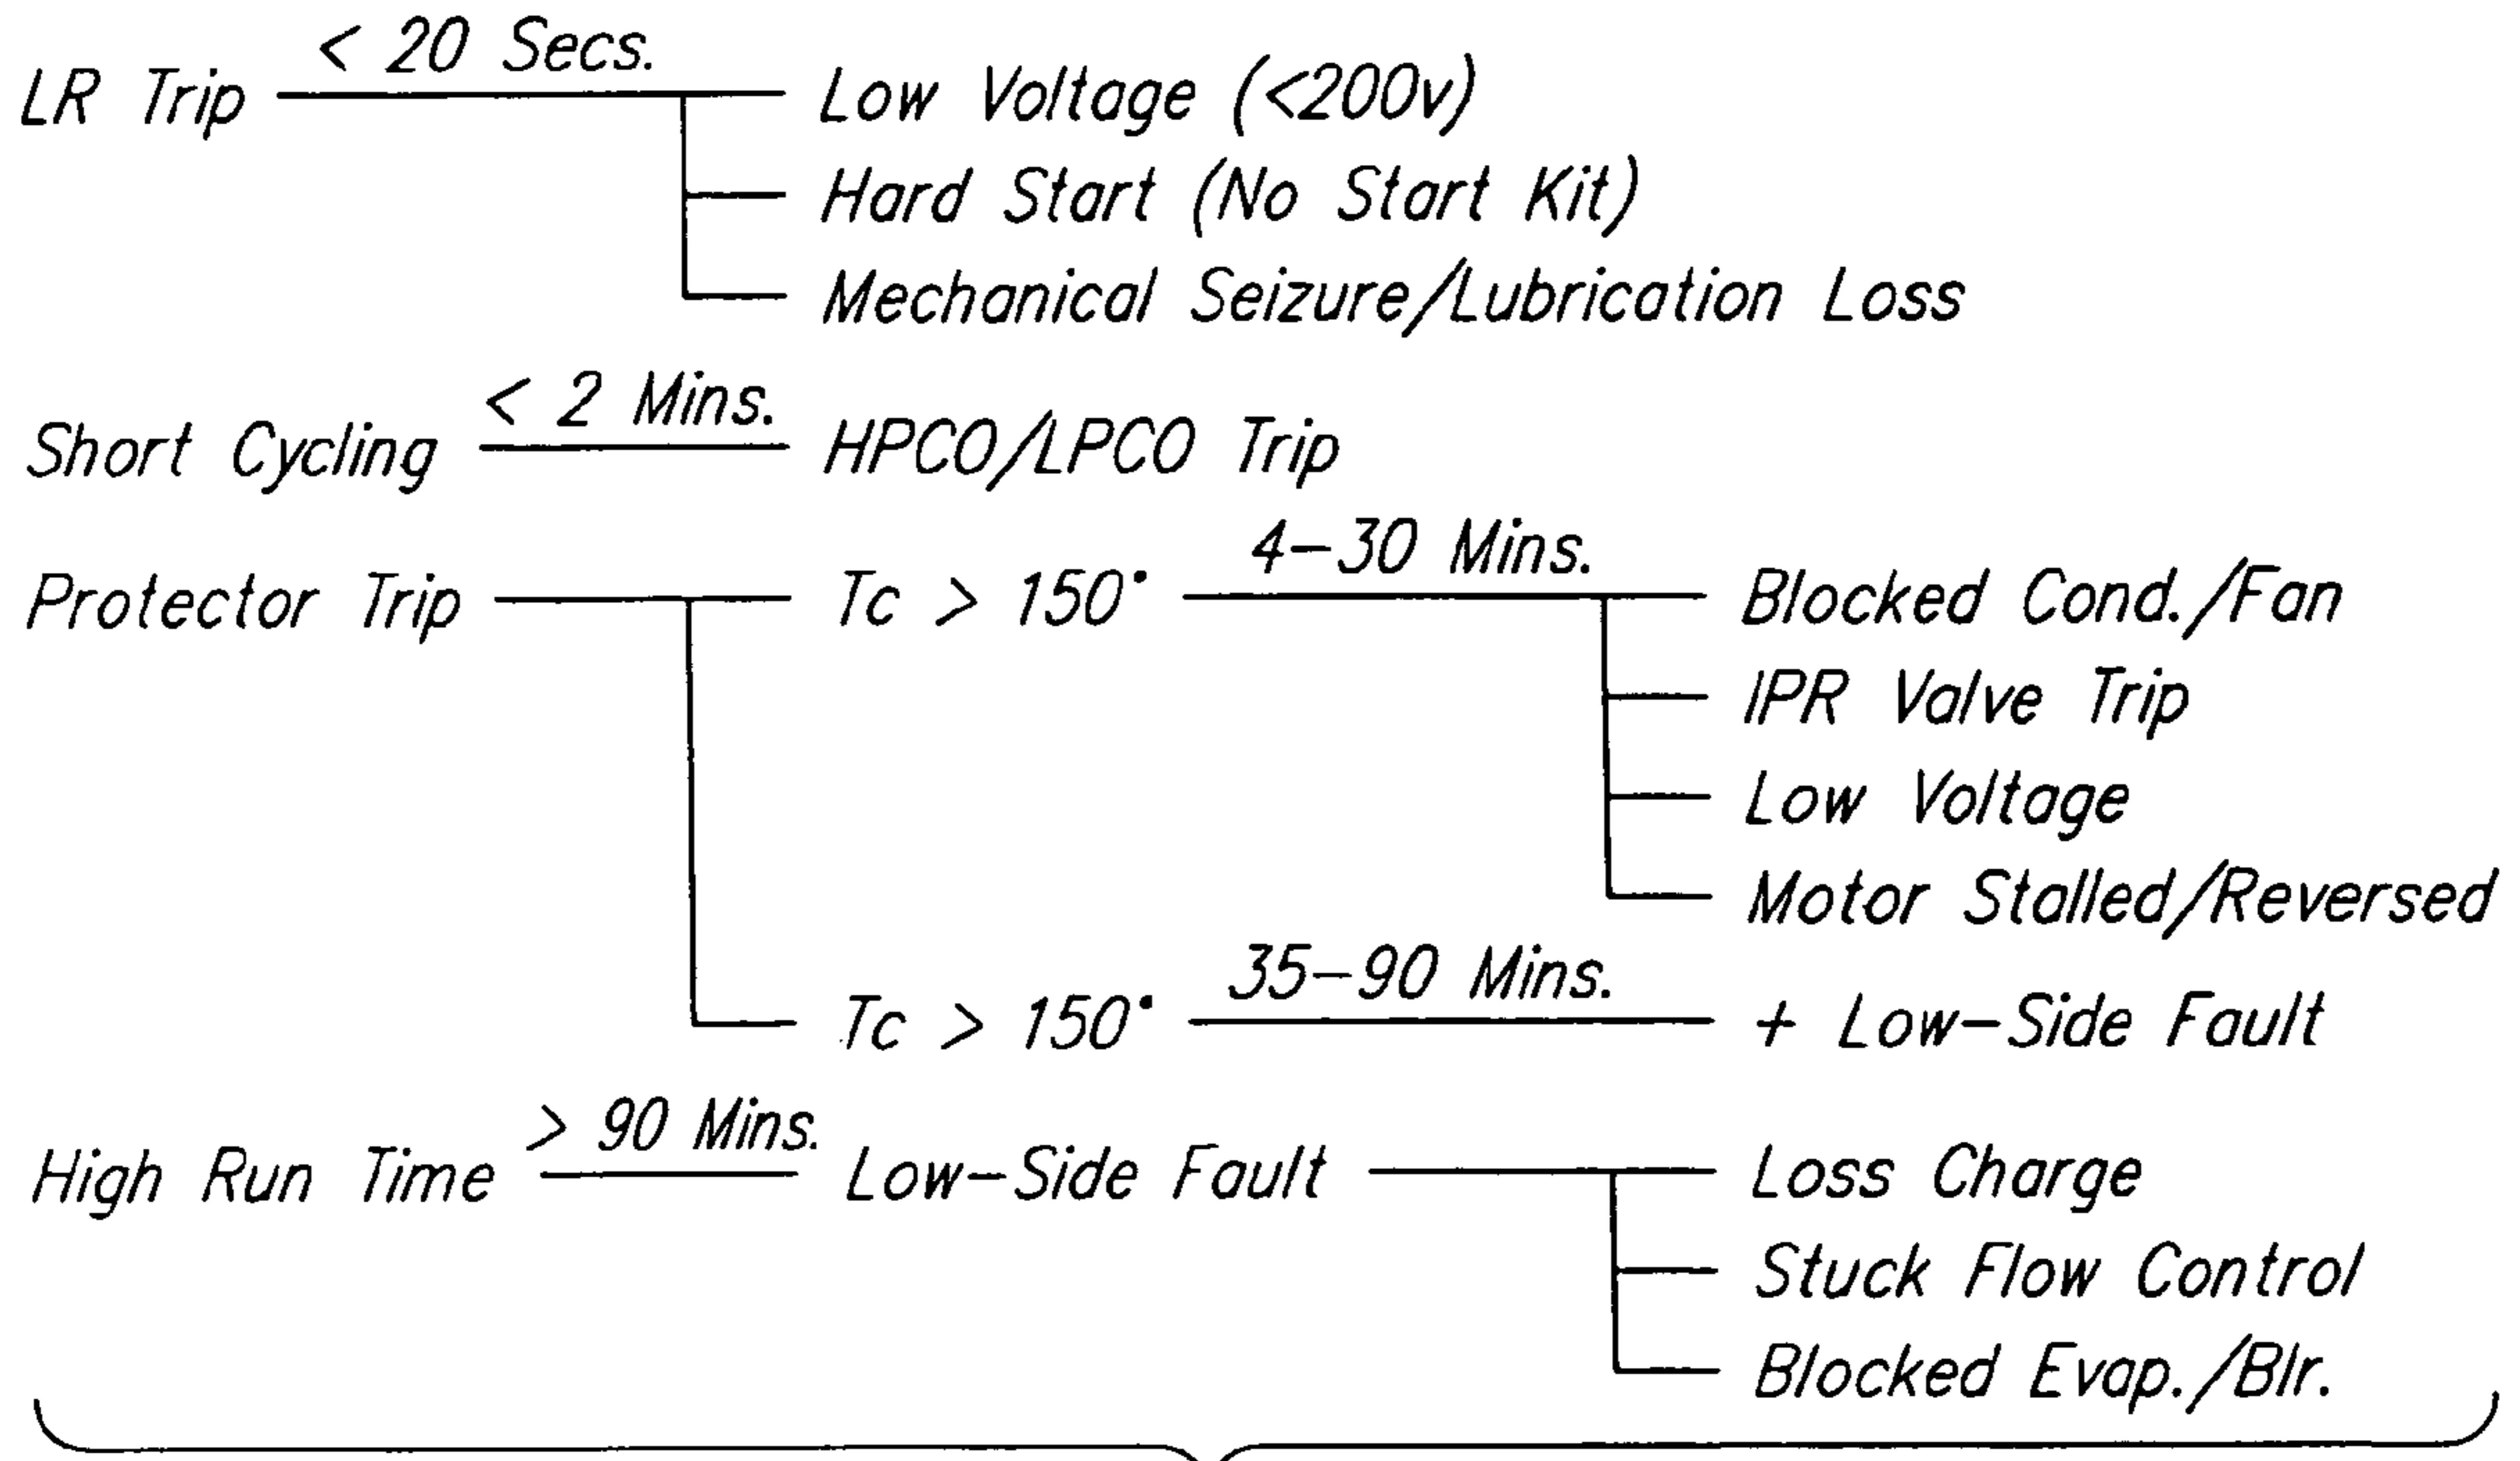 < 20 Secs.
LR Trip Low Voltage (<200v)
Hard Start (No Start Kit)
Mechanical Seizure/Lubrication Loss
< 2 Mins.
Short Cycling HPCO/LPCO Trip
4-30 Mins.
Protector Trip Tc > 150° Blocked Cond./Fan
IPR Valve Trip
Low Voltage
Motor Stalled/Reversed
35-90 Mins.
Tc > 150° + Low-Side Fault
> 90 Mins.
High Run Time Low-Side Fault Loss Charge
Stuck Flow Control
Blocked Evap./Blr.